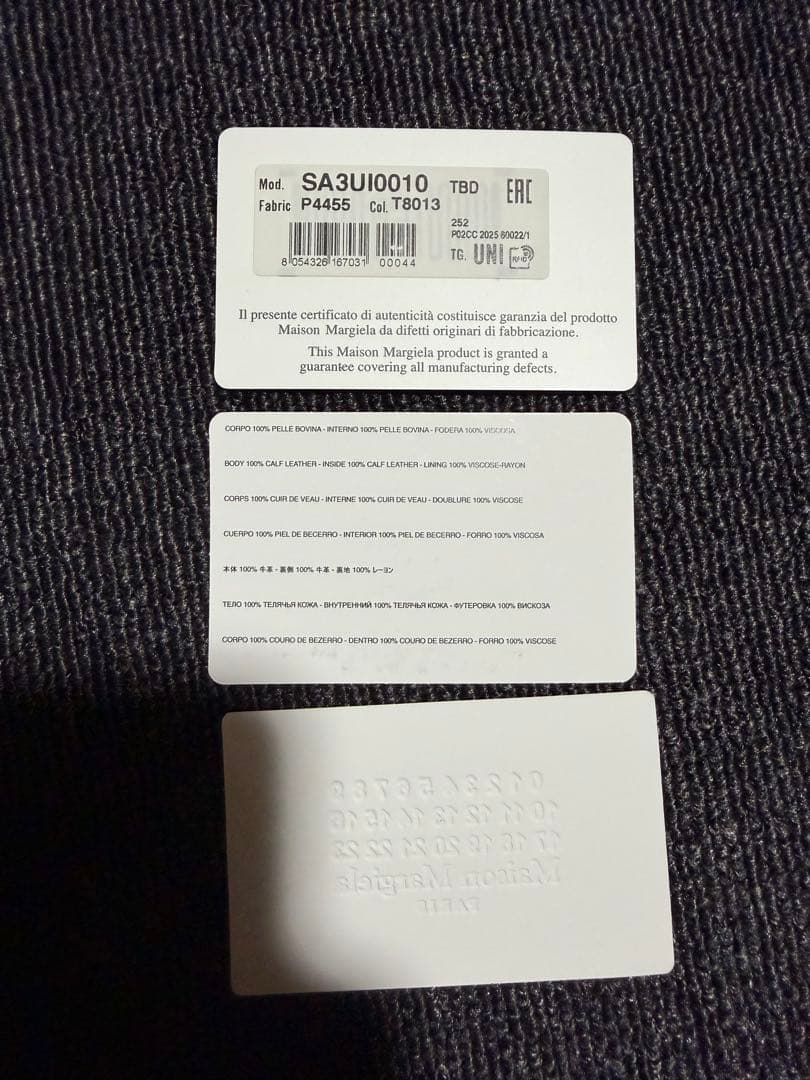 Mod. SA3UI0010 TBD EAC
Fabric P4455 Col. T8013
252
P02CC 2025 60022/1
TG. UNI RFID
8 054326 167031 00044
Il presente certificato di autenticità costituisce garanzia del prodotto
Maison Margiela da difetti originari di fabbricazione.
This Maison Margiela product is granted a
guarantee covering all manufacturing defects.
CORPO 100% PELLE BOVINA - INTERNO 100% PELLE BOVINA - FODERA 100% VISCOSA
BODY 100% CALF LEATHER - INSIDE 100% CALF LEATHER - LINING 100% VISCOSE-RAYON
CORPS 100% CUIR DE VEAU - INTERNE 100% CUIR DE VEAU - DOUBLURE 100% VISCOSE
CUERPO 100% PIEL DE BECERRO - INTERIOR 100% PIEL DE BECERRO - FORRO 100% VISCOSA
本体 100% 牛革 - 裏側 100% 牛革 - 裏地 100% レーヨン
ТЕЛО 100% ТЕЛЯЧЬЯ КОЖА - ВНУТРЕННИЙ 100% ТЕЛЯЧЬЯ КОЖА - ФУТЕРОВКА 100% ВИСКОЗА
CORPO 100% COURO DE BEZERRO - DENTRO 100% COURO DE BEZERRO - FORRO 100% VISCOSE
0 1 2 3 4 5 6 7 8 9
10 11 12 13 14 15 16
17 18 19 20 21 22 23
Maison Margiela
PARIS